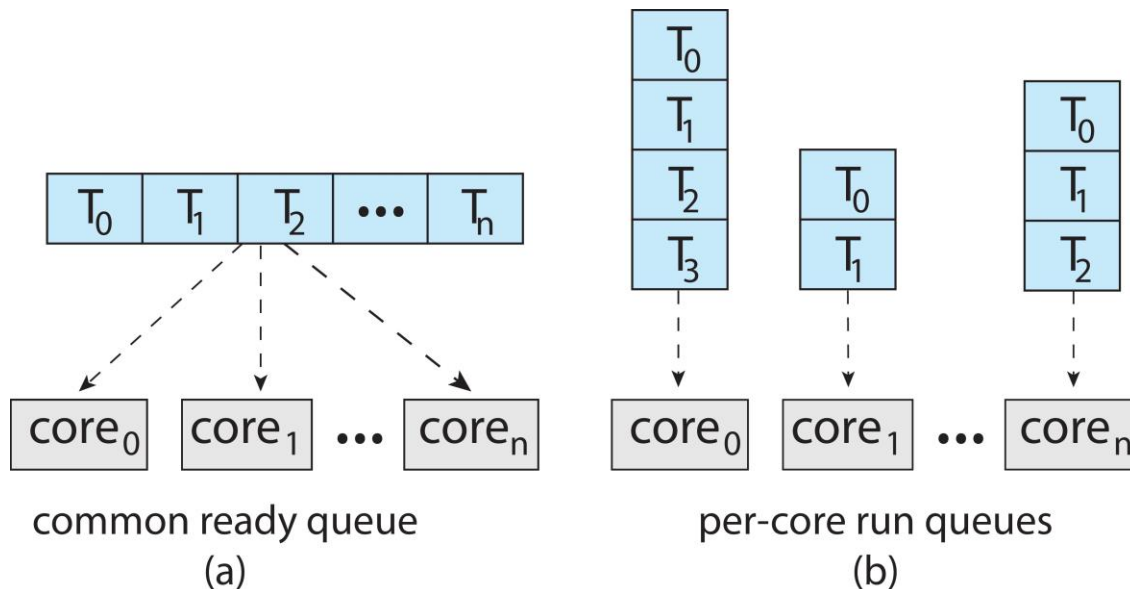 T0 T1 T2 ••• Tn
core0 core1 ••• coren
common ready queue
(a)
T0
T1
T2
T3
T0
T1
T0
T1
T2
core0 core1 ••• coren
per-core run queues
(b)